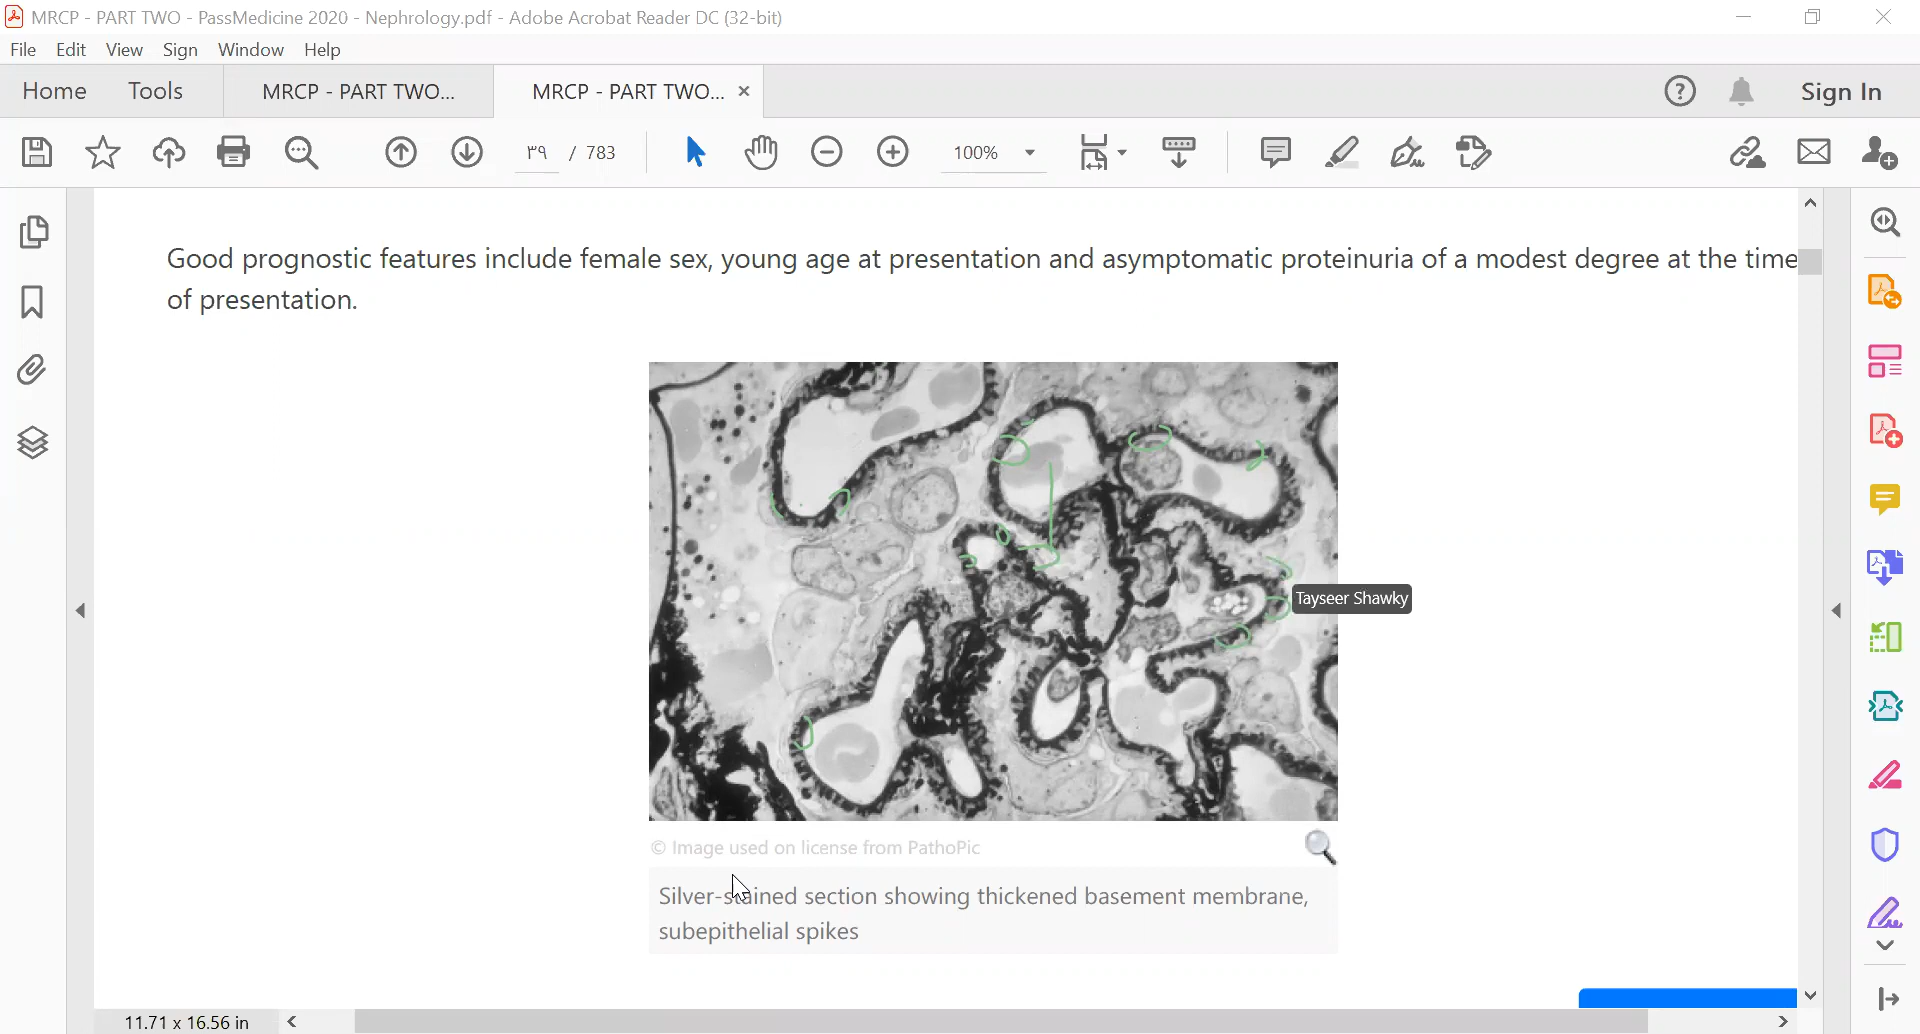 MRCP - PART TWO - PassMedicine 2020 - Nephrology.pdf - Adobe Acrobat Reader DC (32-bit)
File Edit View Sign Window Help
Home Tools MRCP - PART TWO... MRCP - PART TWO... Sign In
٣٩ / 783 100%
Good prognostic features include female sex, young age at presentation and asymptomatic proteinuria of a modest degree at the time
of presentation.
Tayseer Shawky
© Image used on license from PathoPic
Silver-stained section showing thickened basement membrane,
subepithelial spikes
11.71 x 16.56 in